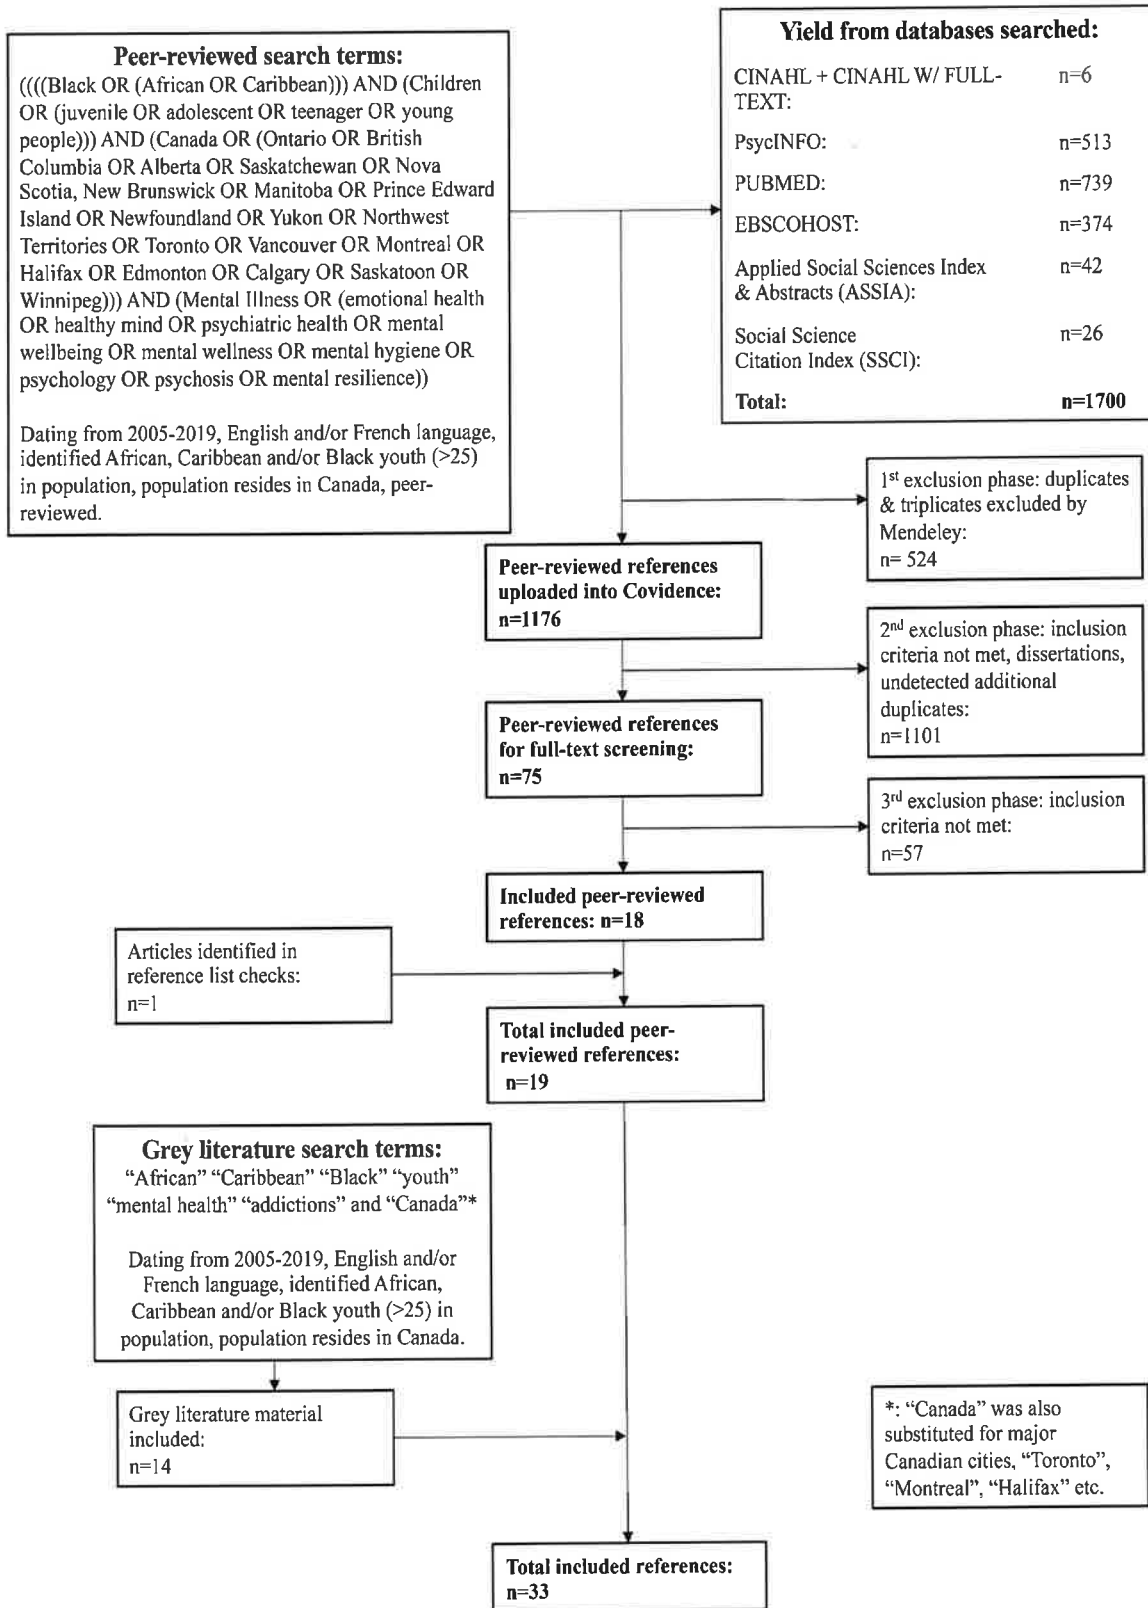 Peer-reviewed search terms:
((((Black OR (African OR Caribbean))) AND (Children
OR (juvenile OR adolescent OR teenager OR young
people))) AND (Canada OR (Ontario OR British
Columbia OR Alberta OR Saskatchewan OR Nova
Scotia, New Brunswick OR Manitoba OR Prince Edward
Island OR Newfoundland OR Yukon OR Northwest
Territories OR Toronto OR Vancouver OR Montreal OR
Halifax OR Edmonton OR Calgary OR Saskatoon OR
Winnipeg))) AND (Mental Illness OR (emotional health
OR healthy mind OR psychiatric health OR mental
wellbeing OR mental wellness OR mental hygiene OR
psychology OR psychosis OR mental resilience))
Dating from 2005-2019, English and/or French language,
identified African, Caribbean and/or Black youth (>25)
in population, population resides in Canada, peer-
reviewed.
Yield from databases searched:
CINAHL + CINAHL W/ FULL- n=6
TEXT:
PsycINFO: n=513
PUBMED: n=739
EBSCOHOST: n=374
Applied Social Sciences Index n=42
& Abstracts (ASSIA):
Social Science n=26
Citation Index (SSCI):
Total: n=1700
1st exclusion phase: duplicates
& triplicates excluded by
Mendeley:
n= 524
Peer-reviewed references
uploaded into Covidence:
n=1176
2nd exclusion phase: inclusion
criteria not met, dissertations,
undetected additional
duplicates:
n=1101
Peer-reviewed references
for full-text screening:
n=75
3rd exclusion phase: inclusion
criteria not met:
n=57
Included peer-reviewed
references: n=18
Articles identified in
reference list checks:
n=1
Total included peer-
reviewed references:
n=19
Grey literature search terms:
“African” “Caribbean” “Black” “youth”
“mental health” “addictions” and “Canada”*
Dating from 2005-2019, English and/or
French language, identified African,
Caribbean and/or Black youth (>25) in
population, population resides in Canada.
Grey literature material
included:
n=14
*: “Canada” was also
substituted for major
Canadian cities, “Toronto”,
“Montreal”, “Halifax” etc.
Total included references:
n=33